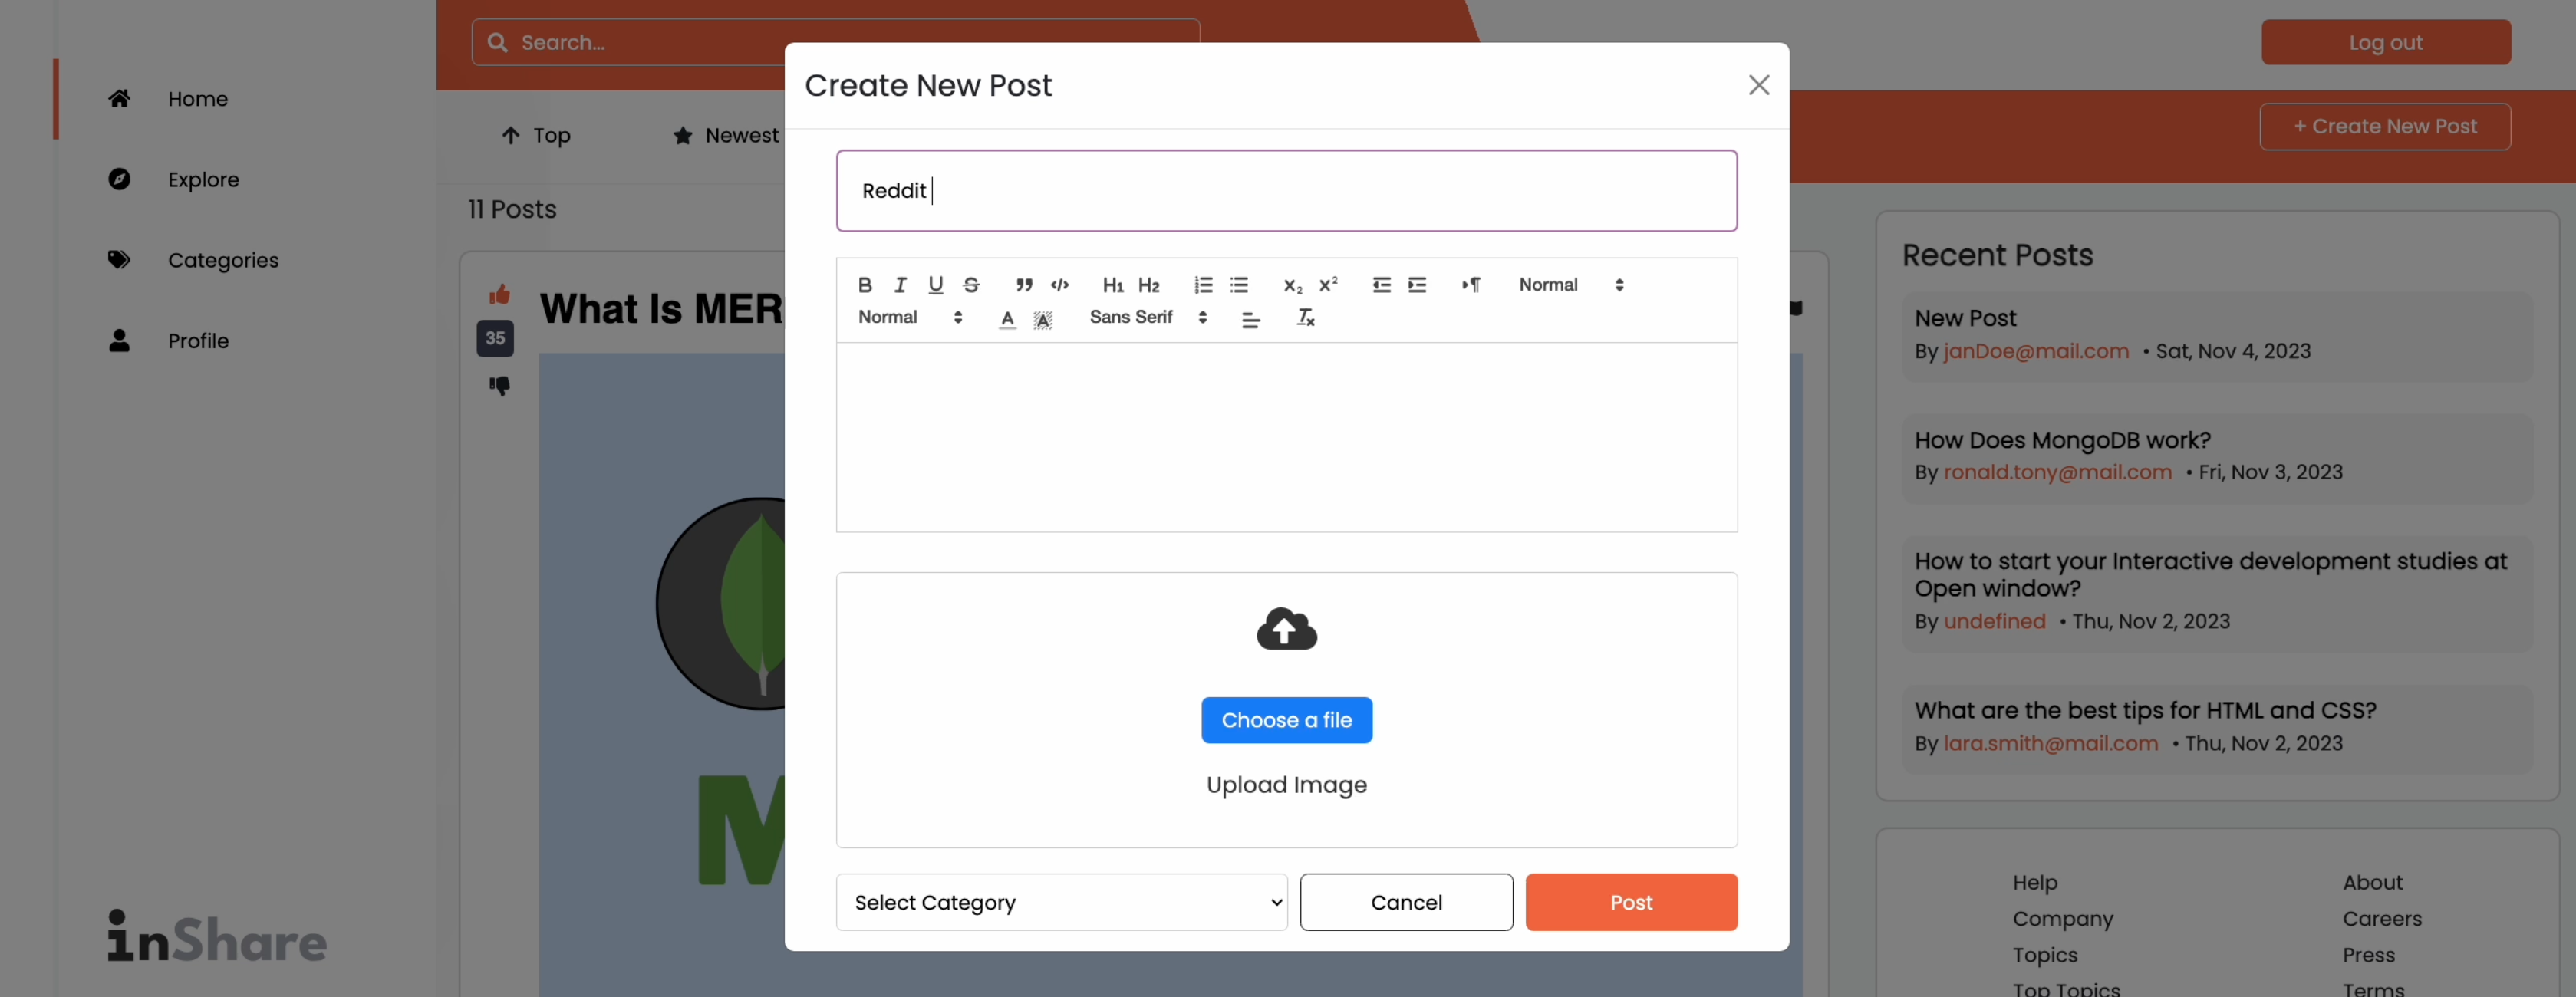 Home
Explore
Categories
Profile
inShare
Search...
Log out
+ Create New Post
Top
Newest
11 Posts
35
What Is MER
M
Create New Post
Reddit
B I U S H1 H2 X2 X2 Normal
Normal A A Sans Serif Tx
Choose a file
Upload Image
Select Category
Cancel
Post
Recent Posts
New Post
By janDoe@mail.com • Sat, Nov 4, 2023
How Does MongoDB work?
By ronald.tony@mail.com • Fri, Nov 3, 2023
How to start your Interactive development studies at
Open window?
By undefined • Thu, Nov 2, 2023
What are the best tips for HTML and CSS?
By lara.smith@mail.com • Thu, Nov 2, 2023
Help
About
Company
Careers
Topics
Press
Top Topics
Terms